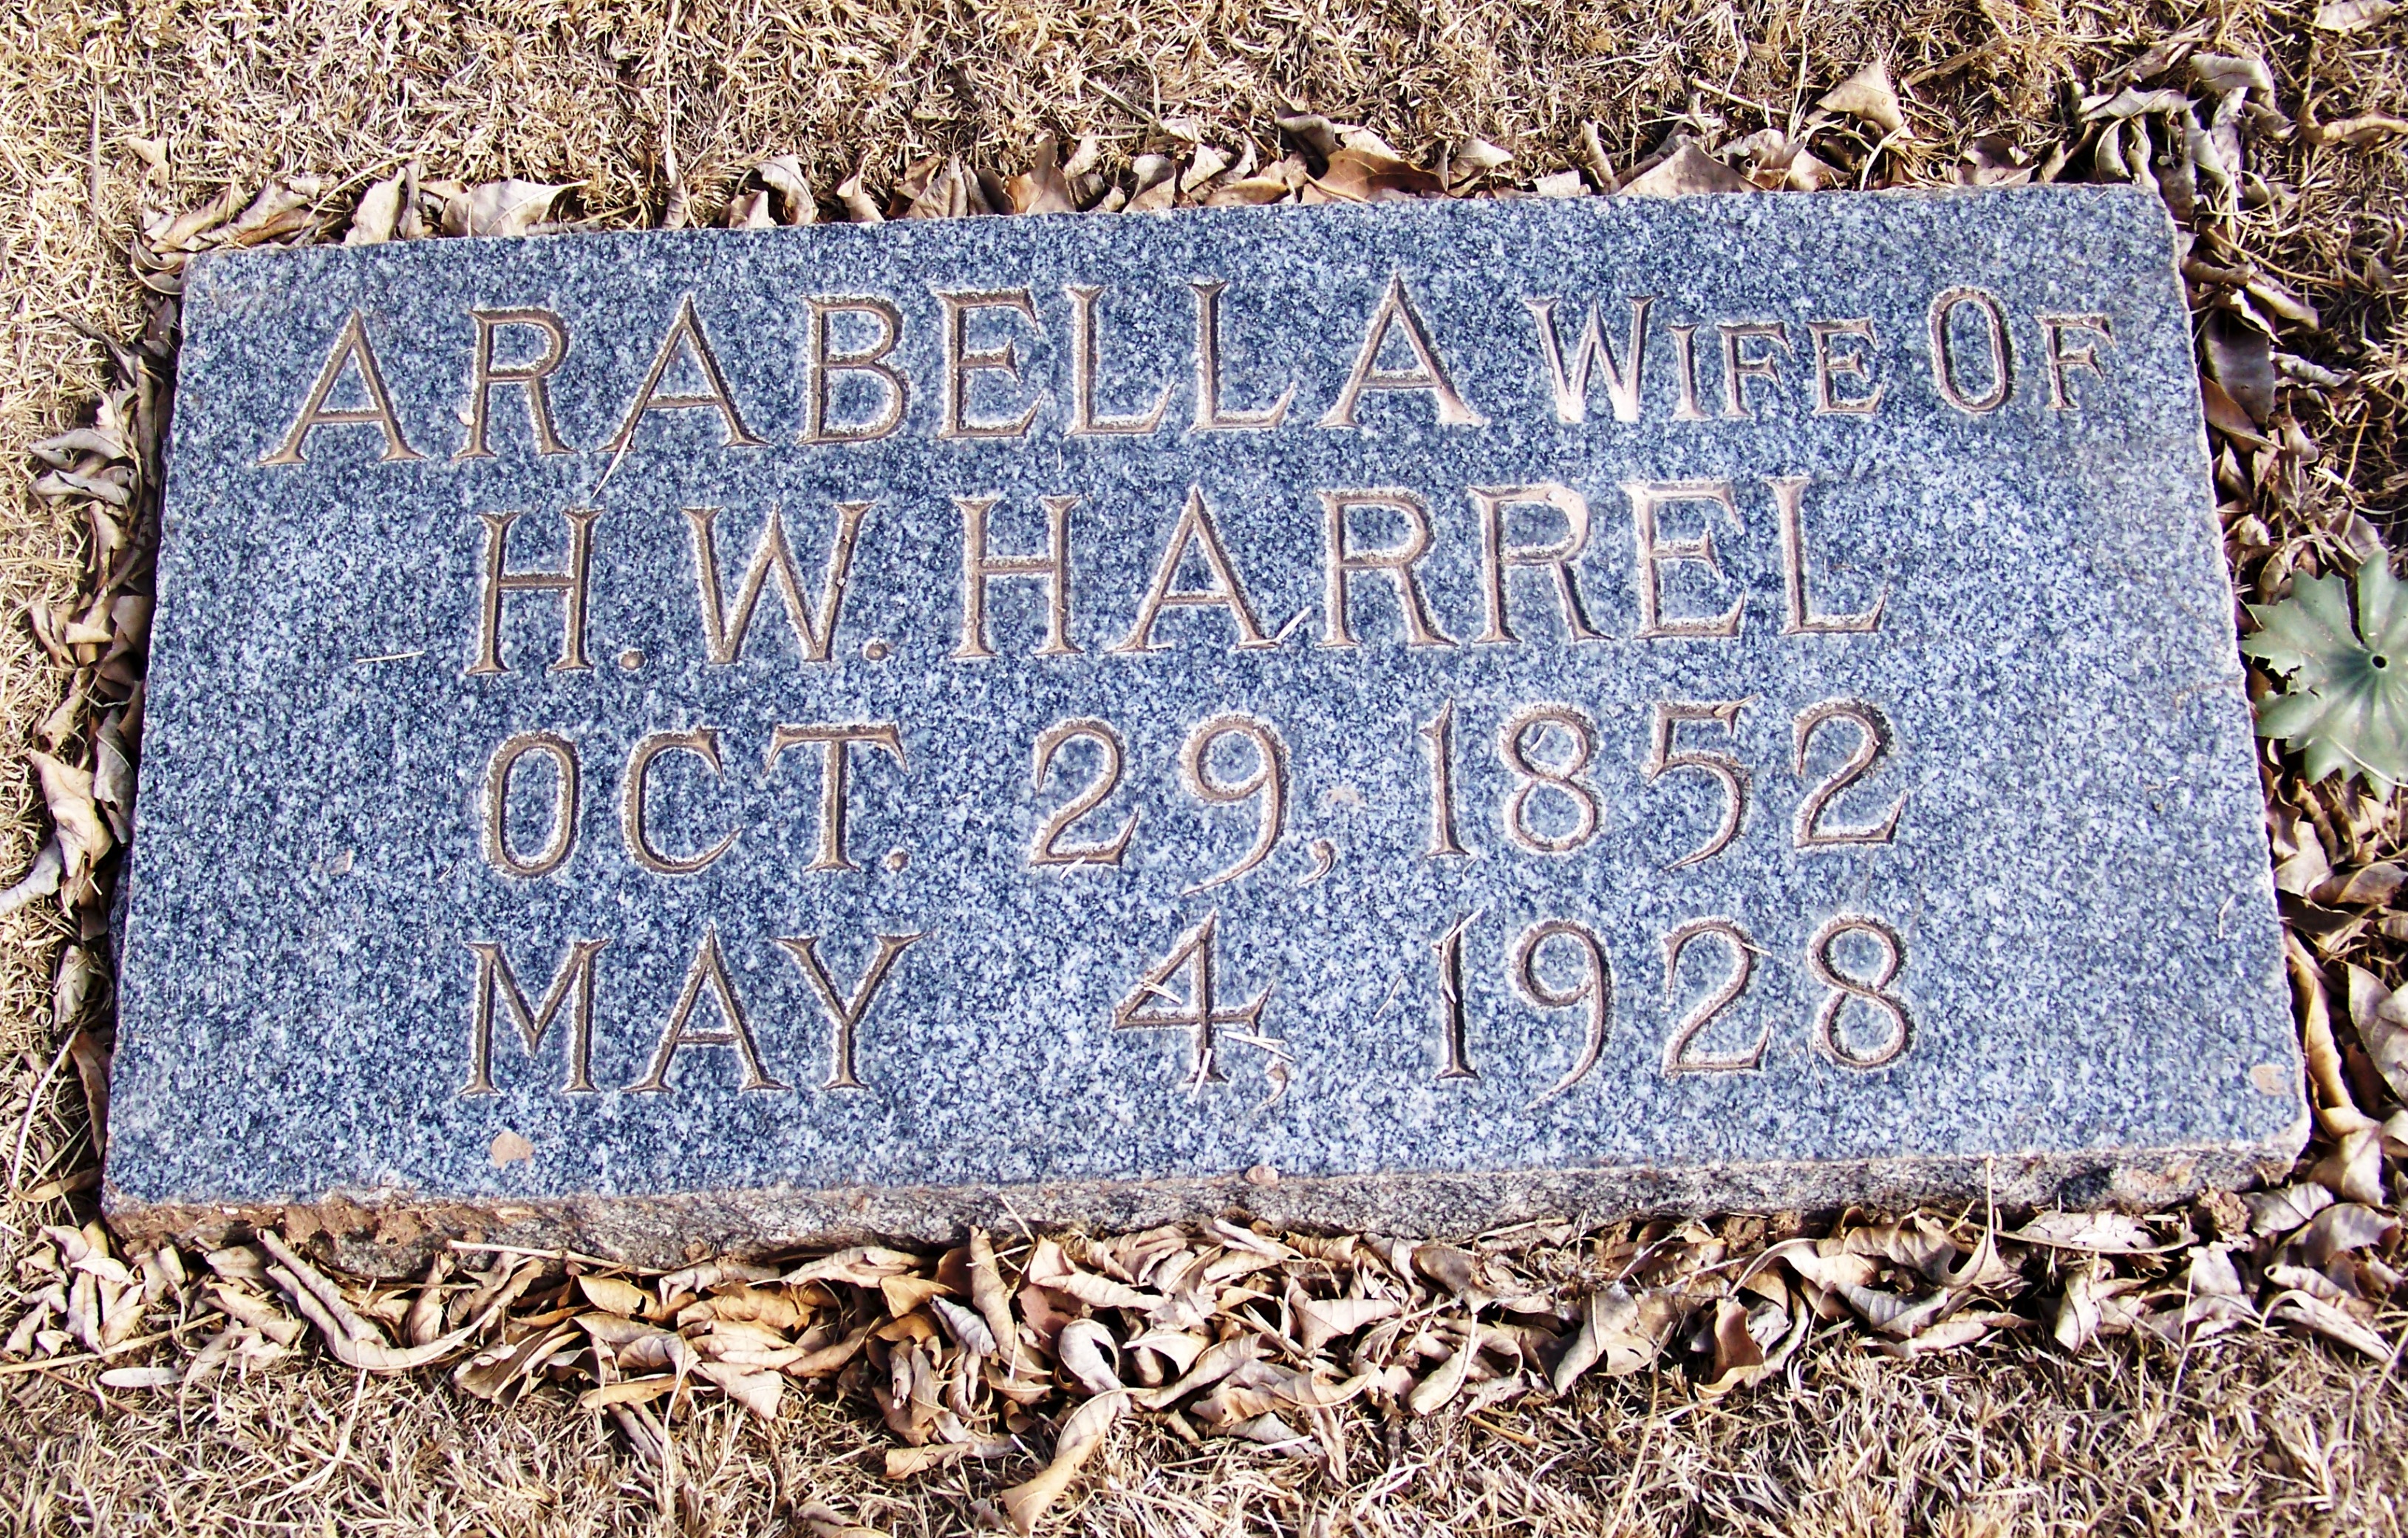 ARABELLA WIFE OF
H. W. HARREL
OCT. 29, 1852
MAY 4, 1928